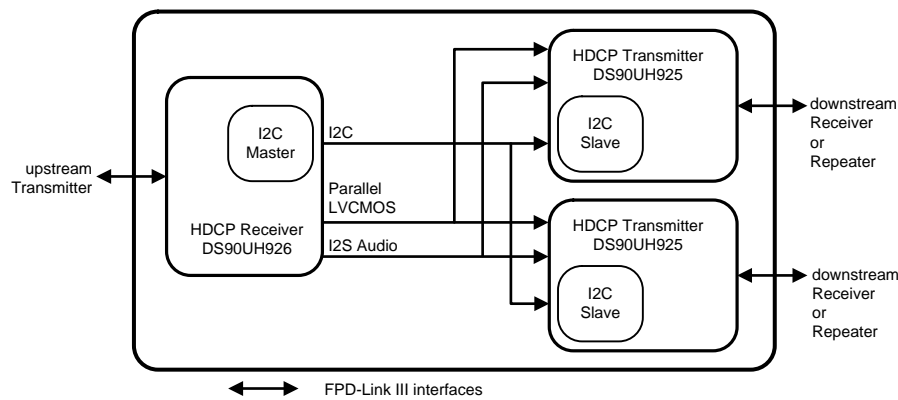 upstream
Transmitter
I2C
Master
HDCP Receiver
DS90UH926
I2C
Parallel
LVCMOS
I2S Audio
HDCP Transmitter
DS90UH925
I2C
Slave
downstream
Receiver
or
Repeater
HDCP Transmitter
DS90UH925
I2C
Slave
downstream
Receiver
or
Repeater
FPD-Link III interfaces